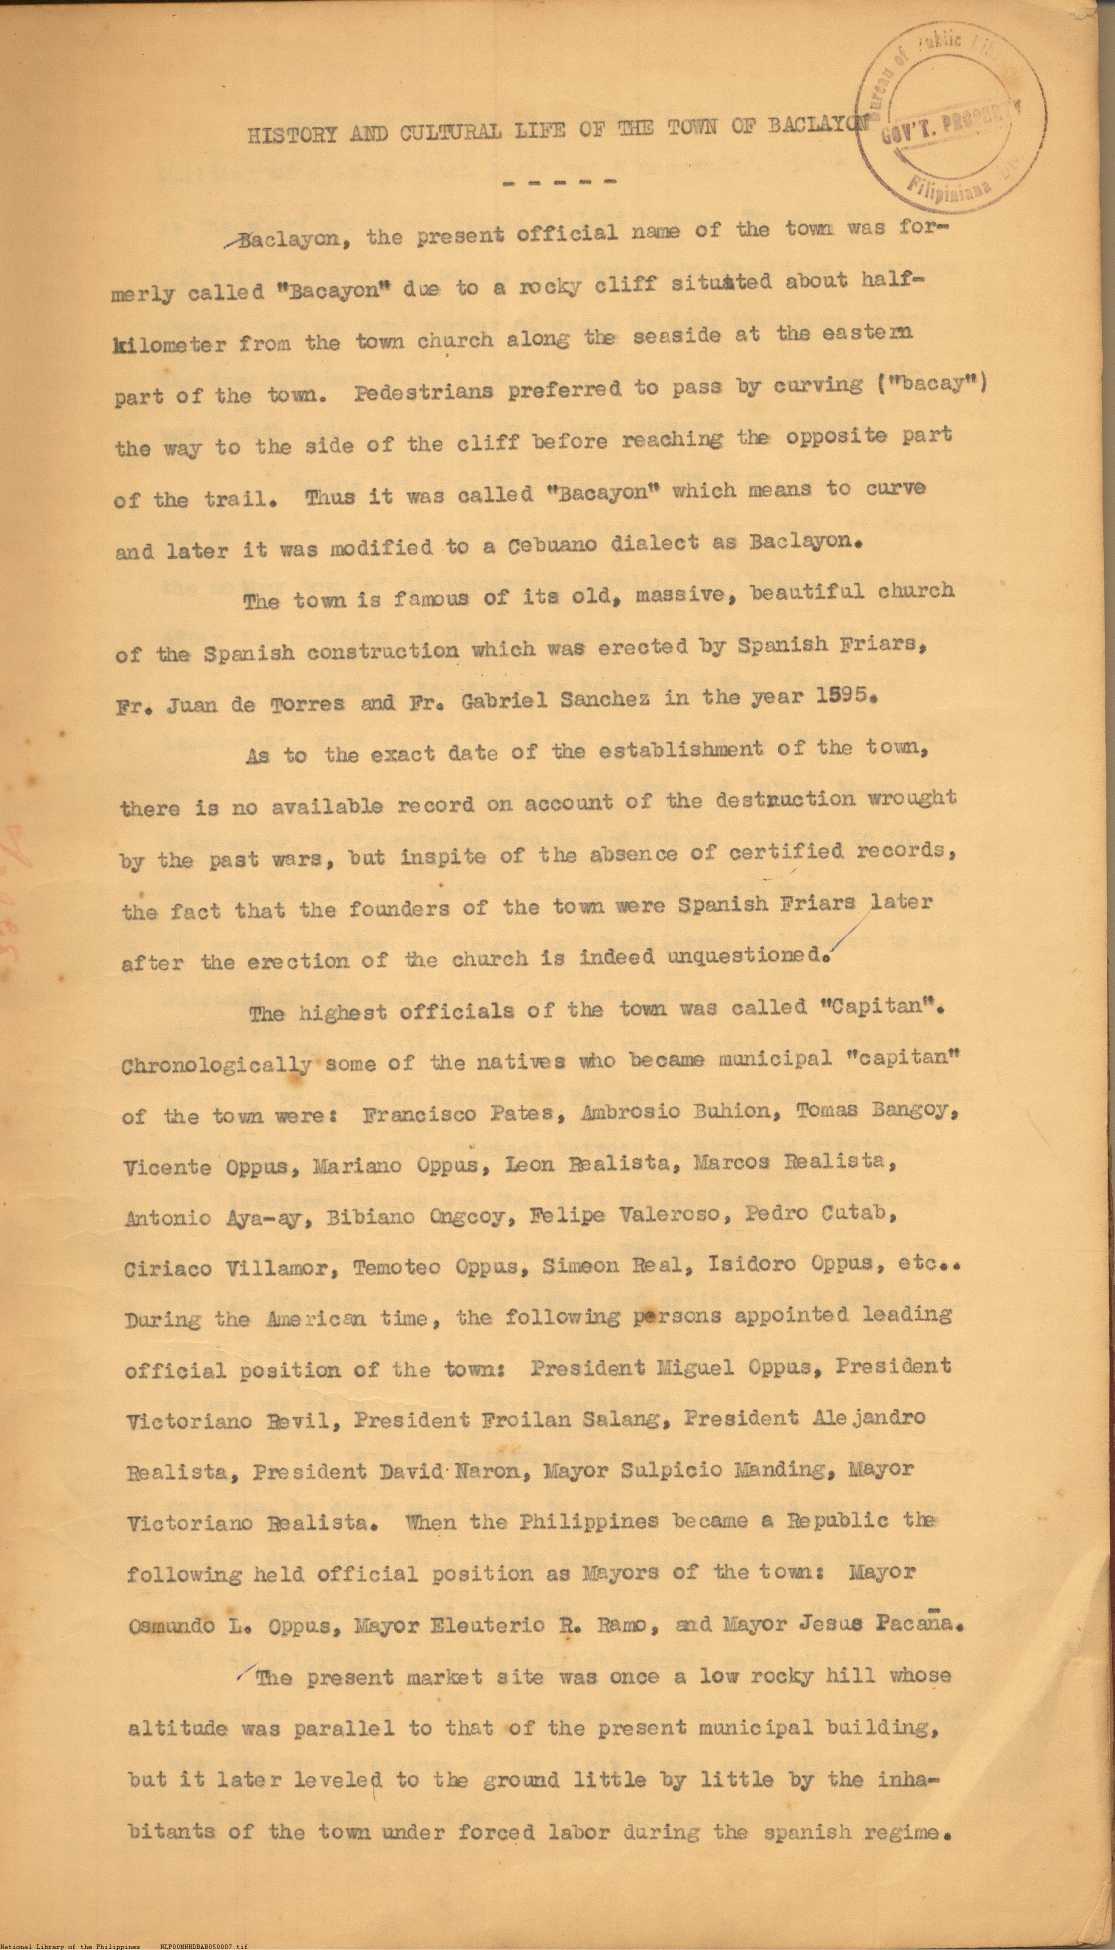 Bureau of Public
GOV'T. PROPERTY
Filipiniana
HISTORY AND CULTURAL LIFE OF THE TOWN OF BACLAYON
- - - - -
Baclayon, the present official name of the town was for-
merly called "Bacayon" due to a rocky cliff situated about half-
kilometer from the town church along the seaside at the eastern
part of the town. Pedestrians preferred to pass by curving ("bacay")
the way to the side of the cliff before reaching the opposite part
of the trail. Thus it was called "Bacayon" which means to curve
and later it was modified to a Cebuano dialect as Baclayon.
The town is famous of its old, massive, beautiful church
of the Spanish construction which was erected by Spanish Friars,
Fr. Juan de Torres and Fr. Gabriel Sanchez in the year 1595.
As to the exact date of the establishment of the town,
there is no available record on account of the destruction wrought
by the past wars, but inspite of the absence of certified records,
the fact that the founders of the town were Spanish Friars later
after the erection of the church is indeed unquestioned.
The highest officials of the town was called "Capitan".
Chronologically some of the natives who became municipal "capitan"
of the town were: Francisco Pates, Ambrosio Buhion, Tomas Bangoy,
Vicente Oppus, Mariano Oppus, Leon Realista, Marcos Realista,
Antonio Aya-ay, Bibiano Ongcoy, Felipe Valeroso, Pedro Cutab,
Ciriaco Villamor, Temoteo Oppus, Simeon Real, Isidoro Oppus, etc..
During the American time, the following persons appointed leading
official position of the town: President Miguel Oppus, President
Victoriano Revil, President Froilan Salang, President Alejandro
Realista, President David Naron, Mayor Sulpicio Manding, Mayor
Victoriano Realista. When the Philippines became a Republic the
following held official position as Mayors of the town: Mayor
Osmundo L. Oppus, Mayor Eleuterio R. Ramo, and Mayor Jesus Pacaña.
The present market site was once a low rocky hill whose
altitude was parallel to that of the present municipal building,
but it later leveled to the ground little by little by the inha-
bitants of the town under forced labor during the spanish regime.
National Library of the Philippines NLP00MNHDBAB050007.tif